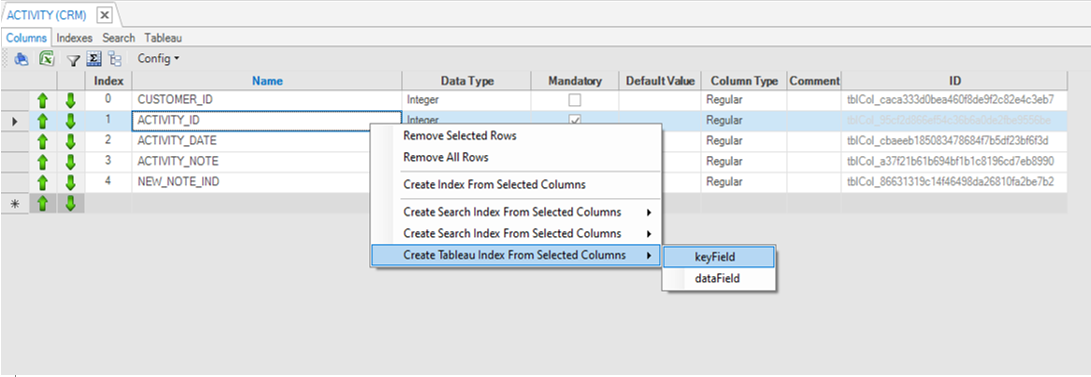 ACTIVITY (CRM)
Columns Indexes Search Tableau
Config
Index Name Data Type Mandatory Default Value Column Type Comment ID
0 CUSTOMER_ID Integer Regular tblCol_caca333d0bea460f8de9f2c82e4c3eb7
1 ACTIVITY_ID Integer Regular
2 ACTIVITY_DATE Regular tblCol_cbaeeb185083478684f7b5df23bf6f3d
3 ACTIVITY_NOTE Regular tblCol_a37f21b61b694bf1b1c8196cd7eb8990
4 NEW_NOTE_IND Regular tblCol_86631319c14f46498da26810fa2be7b2
Remove Selected Rows
Remove All Rows
Create Index From Selected Columns
Create Search Index From Selected Columns
Create Search Index From Selected Columns
Create Tableau Index From Selected Columns
keyField
dataField